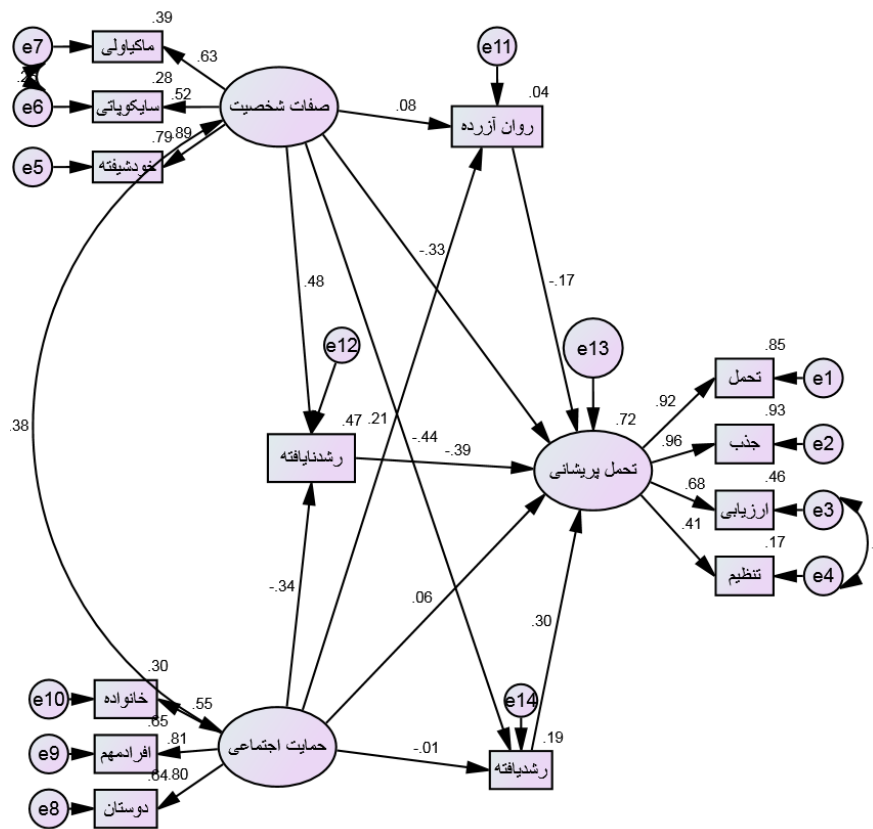 .39
e7
ماکیاولی
.63
.28
e6
سایکوپاتی
.52
.79
.89
e5
خودشیفته
صفات شخصیت
e11
.04
.08
روان آزرده
-.33
-.17
.48
e12
.38
.47
.21
-.44
رشدنایافته
-.39
e13
.72
تحمل پریشانی
.85
.92
تحمل
e1
.93
.96
جذب
e2
.46
.68
ارزیابی
e3
.41
.17
تنظیم
e4
-.34
.06
.30
.30
e10
خانواده
.55
.65
e9
افرادمهم
.81
.64
.80
e8
دوستان
حمایت اجتماعی
-.01
e14
.19
رشدیافته